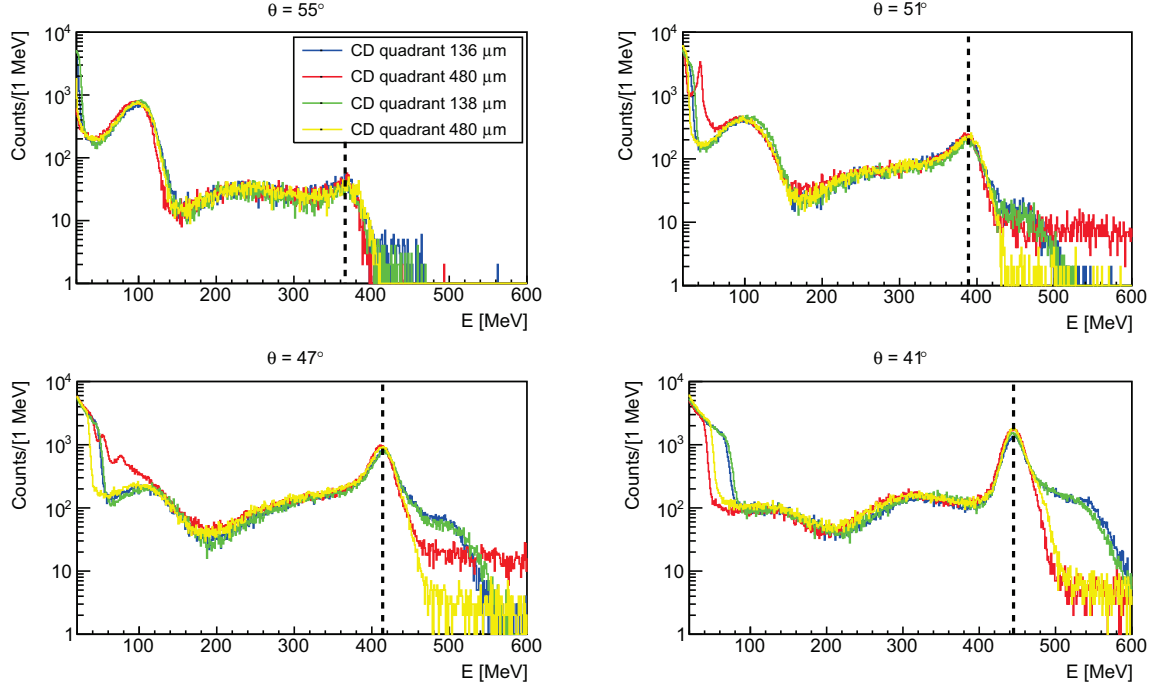 θ = 55°
Counts/[1 MeV]
10⁴
10³
10²
10
1
CD quadrant 136 μm
CD quadrant 480 μm
CD quadrant 138 μm
CD quadrant 480 μm
100 200 300 400 500 600
E [MeV]
θ = 51°
Counts/[1 MeV]
10⁴
10³
10²
10
1
100 200 300 400 500 600
E [MeV]
θ = 47°
Counts/[1 MeV]
10⁴
10³
10²
10
1
100 200 300 400 500 600
E [MeV]
θ = 41°
Counts/[1 MeV]
10⁴
10³
10²
10
1
100 200 300 400 500 600
E [MeV]